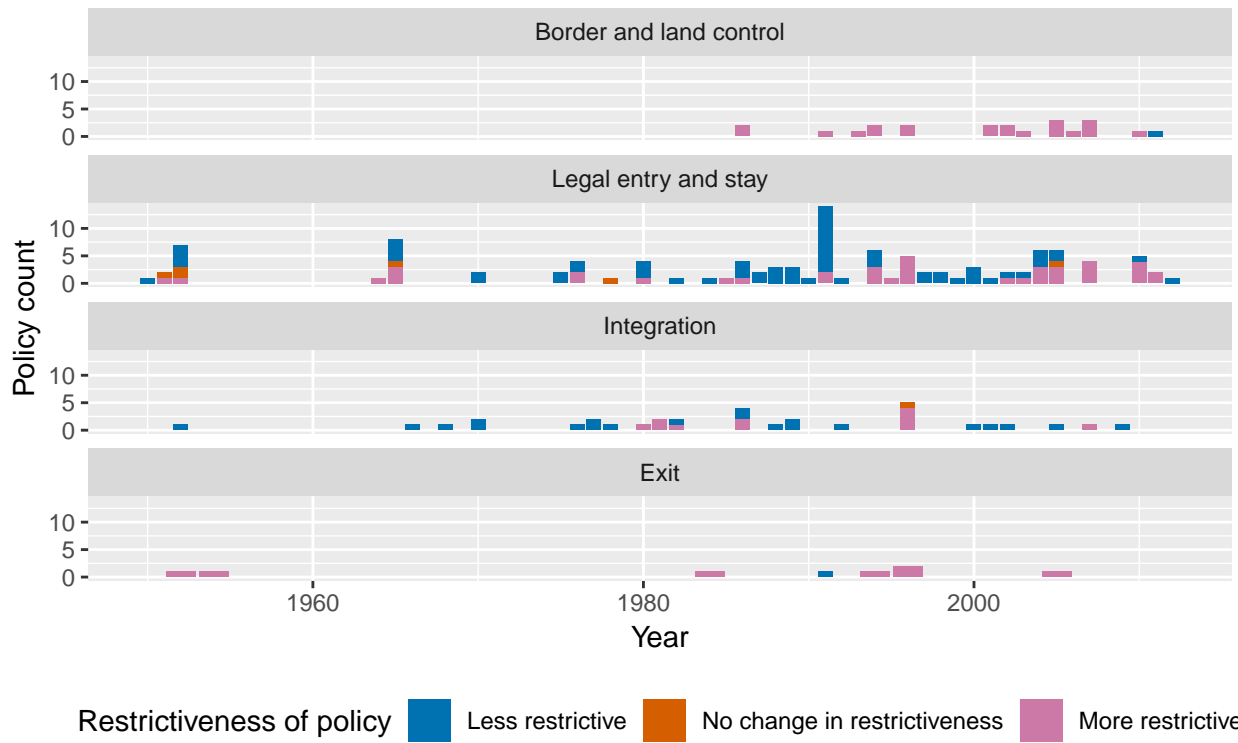 Border and land control
10
5
0
Legal entry and stay
10
5
0
Integration
10
5
0
Exit
10
5
0
1960 1980 2000
Year
Policy count
Restrictiveness of policy Less restrictive No change in restrictiveness More restrictive